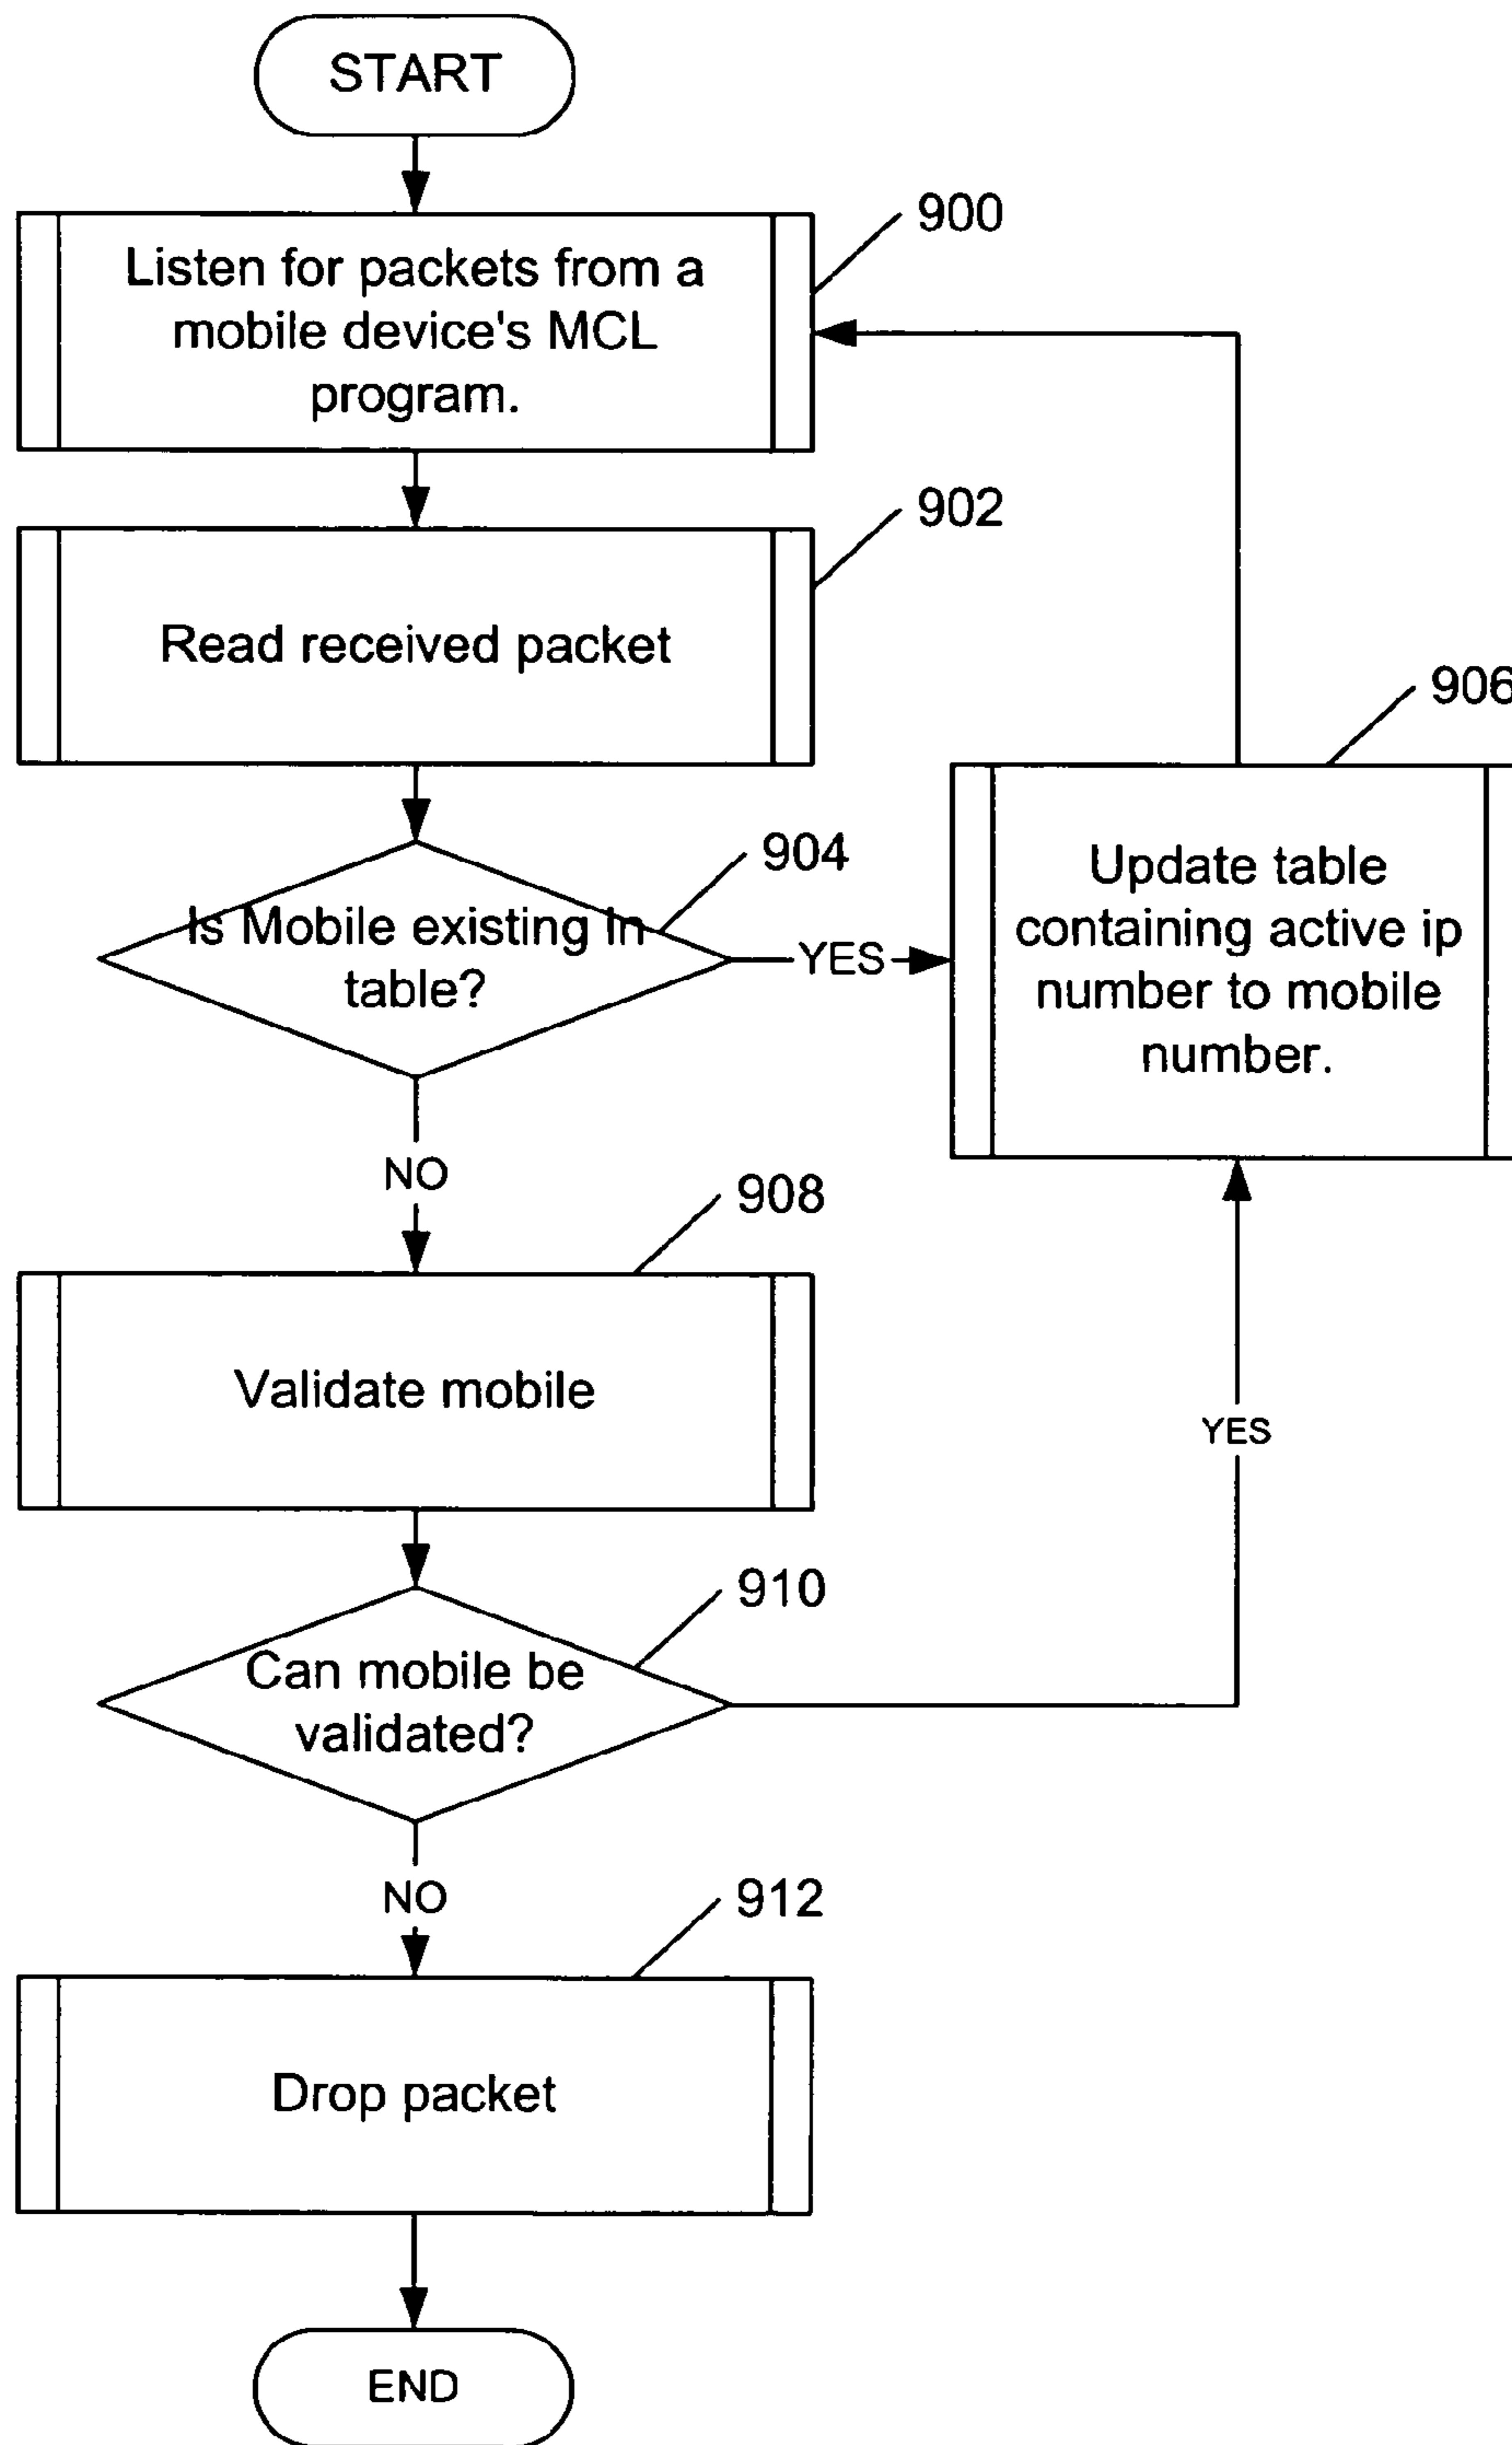 START
900
Listen for packets from a
mobile device's MCL
program.
902
Read received packet
906
904
Is Mobile existing in
table?
YES
Update table
containing active ip
number to mobile
number.
NO
908
Validate mobile
YES
910
Can mobile be
validated?
NO
912
Drop packet
END